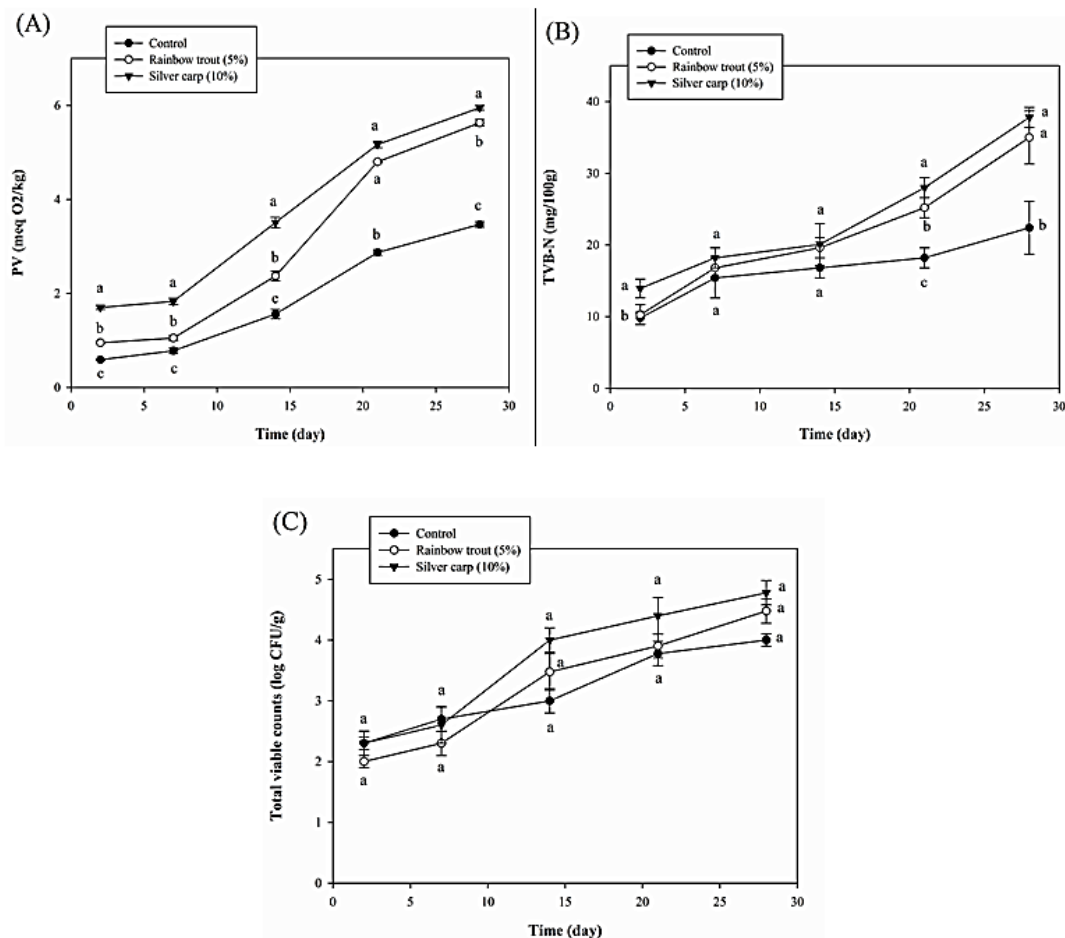 (A)
Control
Rainbow trout (5%)
Silver carp (10%)
PV (meq O2/kg)
6
4
2
0
a
a
a
a
a
b
b
b
a
b
c
c
c
b
c
0 5 10 15 20 25 30
Time (day)
(B)
Control
Rainbow trout (5%)
Silver carp (10%)
TVB-N (mg/100g)
40
30
20
10
0
a
a
a
a
a
a
b
b
b
a
a
c
0 5 10 15 20 25 30
Time (day)
(C)
Control
Rainbow trout (5%)
Silver carp (10%)
Total viable counts (log CFU/g)
5
4
3
2
1
0
a
a
a
a
a
a
a
a
a
a
a
a
0 5 10 15 20 25 30
Time (day)